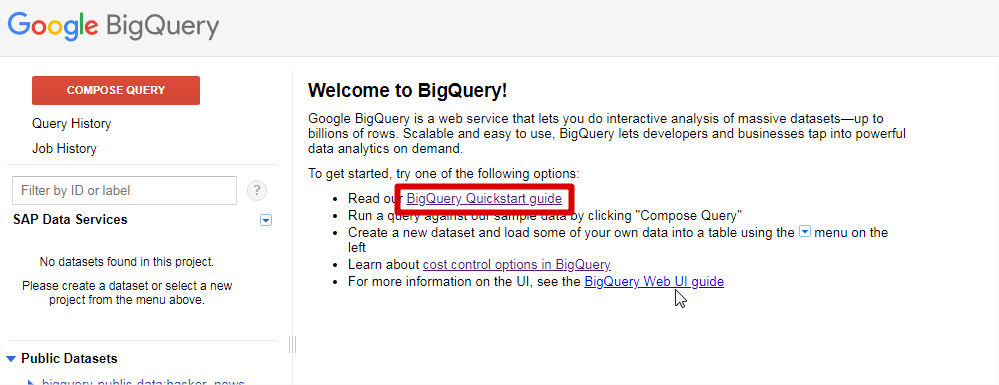 Google BigQuery
COMPOSE QUERY
Query History
Job History
Filter by ID or label
?
SAP Data Services
No datasets found in this project.
Please create a dataset or select a new
project from the menu above.
Public Datasets
bigquery-public-data:hacker_news
Welcome to BigQuery!
Google BigQuery is a web service that lets you do interactive analysis of massive datasets—up to
billions of rows. Scalable and easy to use, BigQuery lets developers and businesses tap into powerful
data analytics on demand.
To get started, try one of the following options:
• Read our BigQuery Quickstart guide
• Run a query against our sample data by clicking "Compose Query"
• Create a new dataset and load some of your own data into a table using the menu on the
left
• Learn about cost control options in BigQuery
• For more information on the UI, see the BigQuery Web UI guide